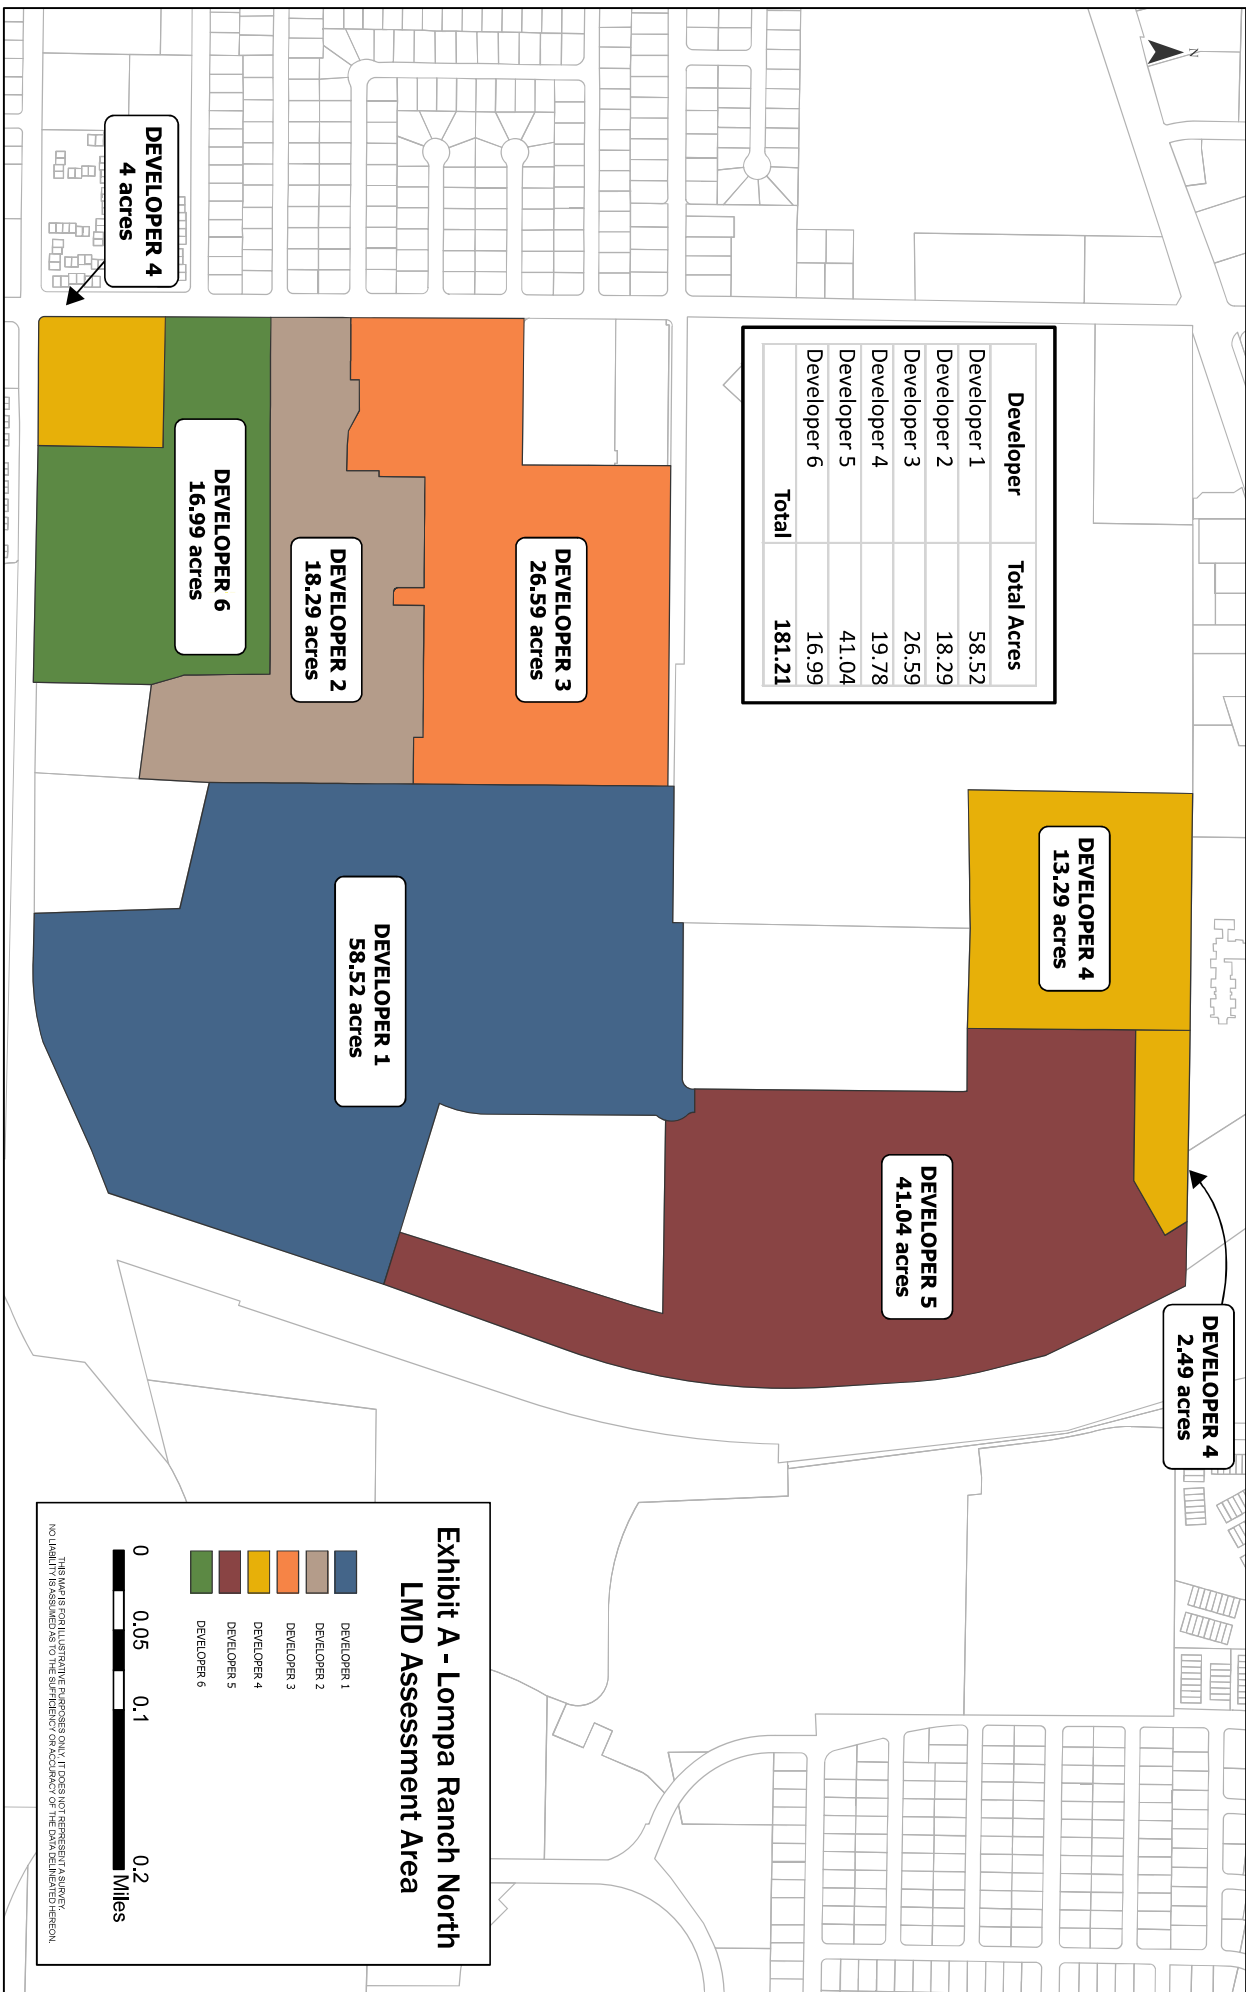 N
DEVELOPER 4
2.49 acres
DEVELOPER 4
13.29 acres
DEVELOPER 5
41.04 acres
Developer Total Acres
Developer 1 58.52
Developer 2 18.29
Developer 3 26.59
Developer 4 19.78
Developer 5 41.04
Developer 6 16.99
Total 181.21
DEVELOPER 3
26.59 acres
DEVELOPER 1
58.52 acres
DEVELOPER 2
18.29 acres
DEVELOPER 6
16.99 acres
DEVELOPER 4
4 acres
Exhibit A - Lompa Ranch North
LMD Assessment Area
DEVELOPER 1
DEVELOPER 2
DEVELOPER 3
DEVELOPER 4
DEVELOPER 5
DEVELOPER 6
0 0.05 0.1 0.2
Miles
THIS MAP IS FOR ILLUSTRATIVE PURPOSES ONLY. IT DOES NOT REPRESENT A SURVEY.
NO LIABILITY IS ASSUMED AS TO THE SUFFICIENCY OR ACCURACY OF THE DATA DELINEATED HEREON.